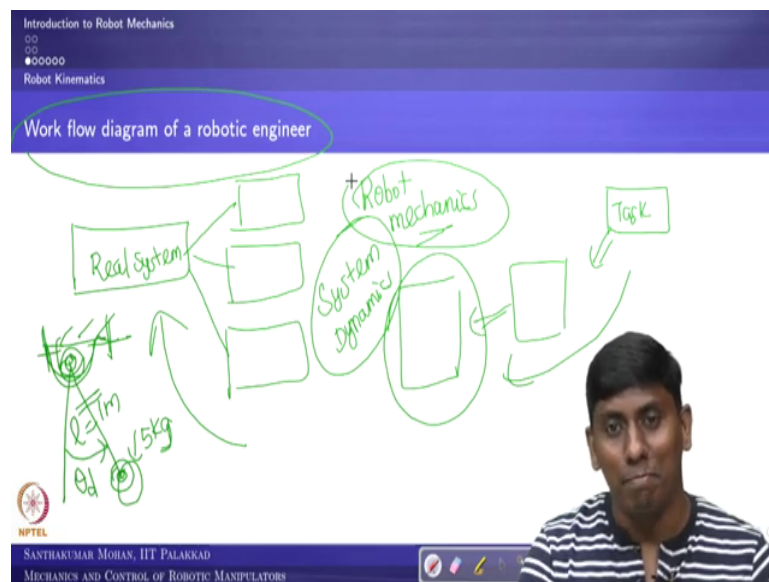 Introduction to Robot Mechanics
Robot Kinematics
Work flow diagram of a robotic engineer
Real System
Robot
mechanics
System
Dynamics
Task
l = 1m
5kg
θd
NPTEL
SANTHAKUMAR MOHAN, IIT PALAKKAD
MECHANICS AND CONTROL OF ROBOTIC MANIPULATORS